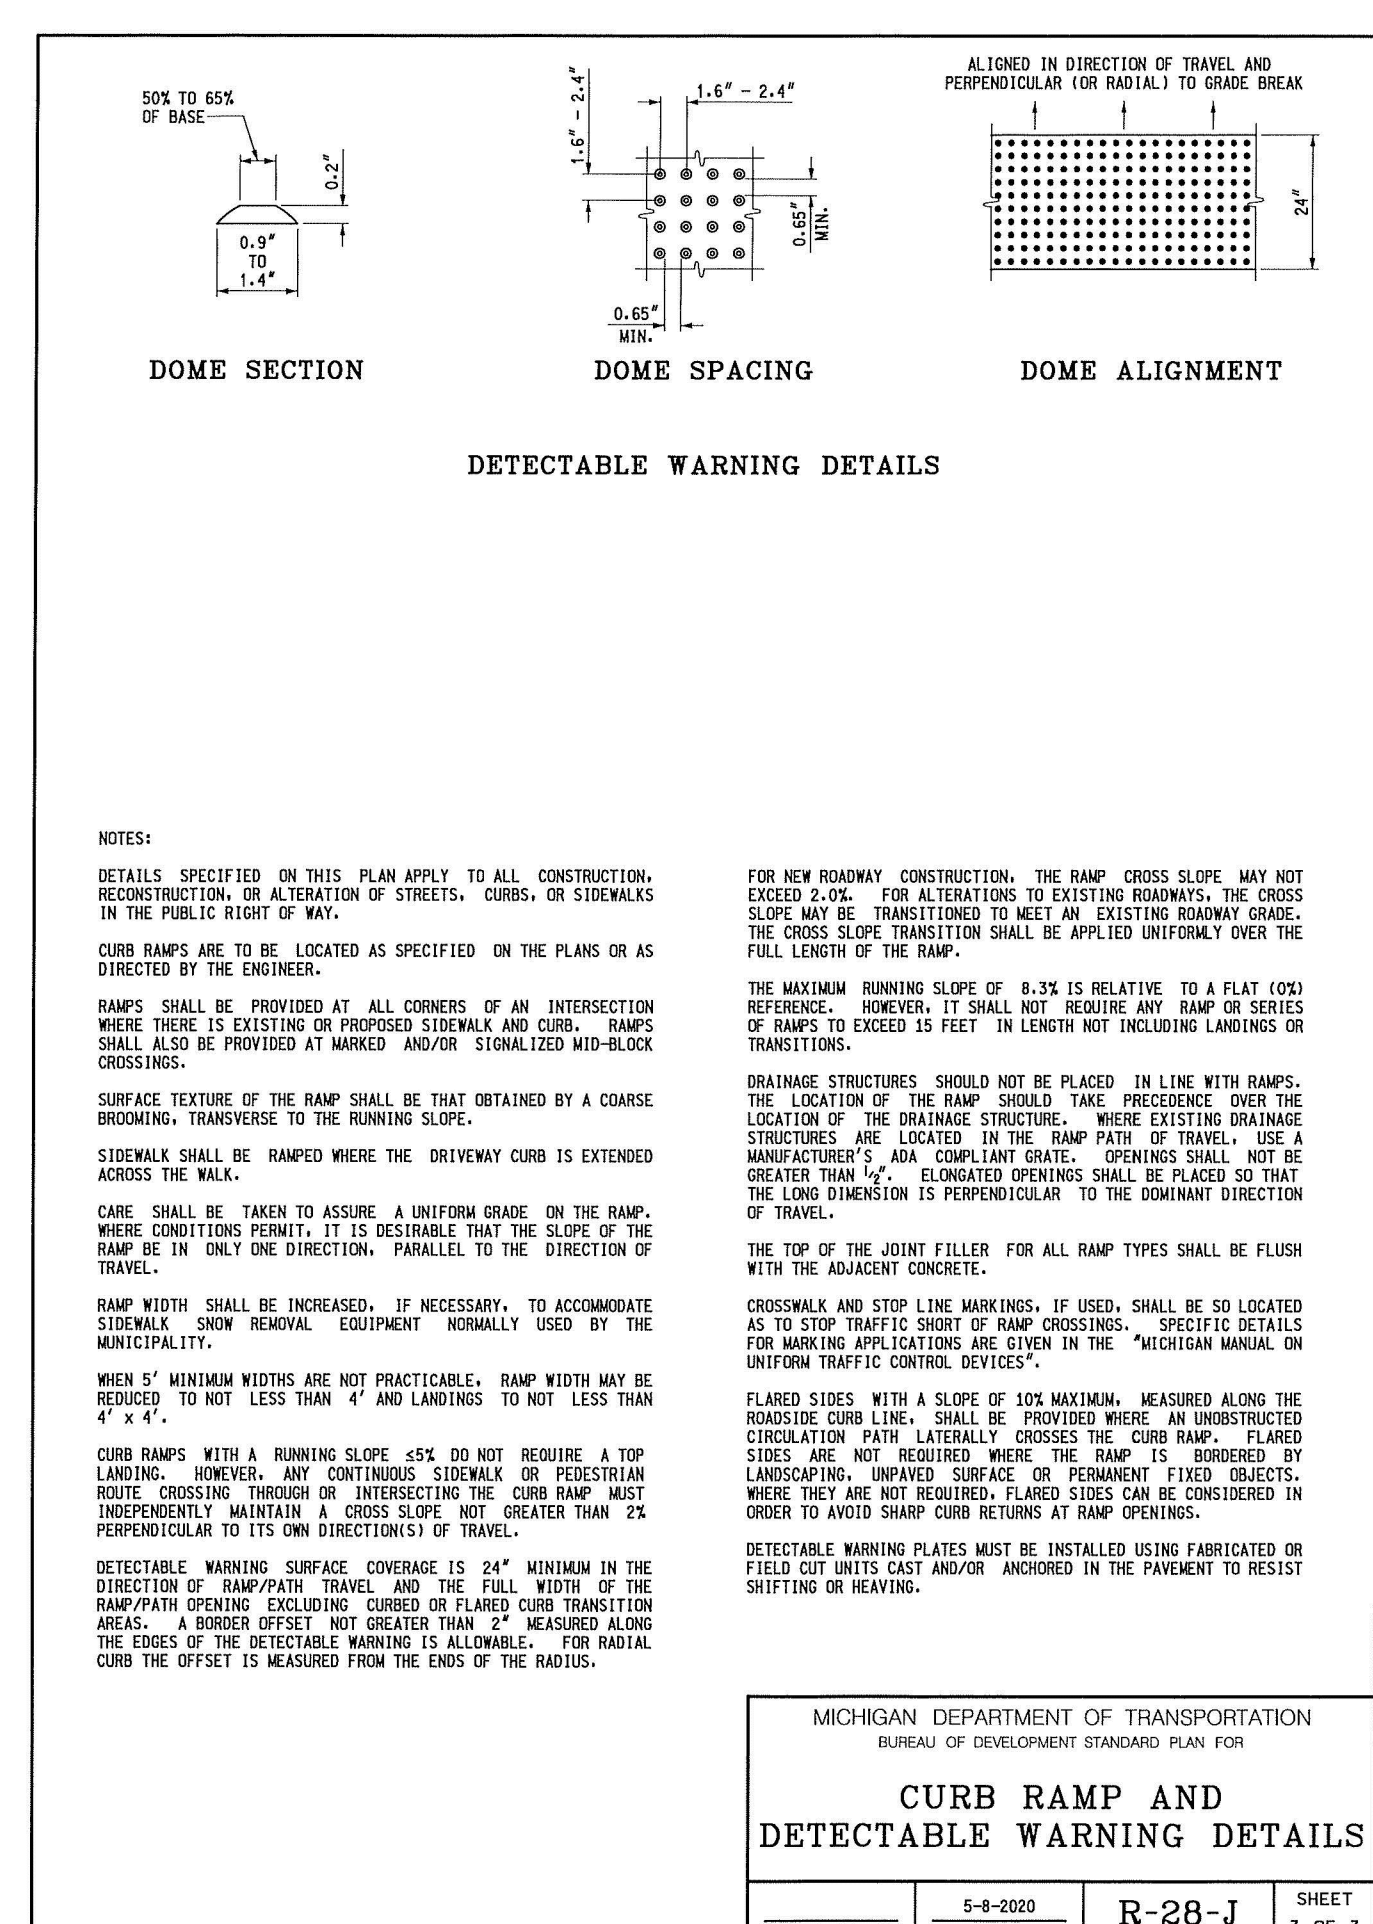 50% TO 65%
OF BASE
0.2"
0.9"
TO
1.4"
DOME SECTION
1.6" - 2.4"
1.6" - 2.4"
0.65"
MIN.
0.65"
MIN.
DOME SPACING
ALIGNED IN DIRECTION OF TRAVEL AND
PERPENDICULAR (OR RADIAL) TO GRADE BREAK
24"
DOME ALIGNMENT
DETECTABLE WARNING DETAILS
NOTES:
DETAILS SPECIFIED ON THIS PLAN APPLY TO ALL CONSTRUCTION,
RECONSTRUCTION, OR ALTERATION OF STREETS, CURBS, OR SIDEWALKS
IN THE PUBLIC RIGHT OF WAY.
CURB RAMPS ARE TO BE LOCATED AS SPECIFIED ON THE PLANS OR AS
DIRECTED BY THE ENGINEER.
RAMPS SHALL BE PROVIDED AT ALL CORNERS OF AN INTERSECTION
WHERE THERE IS EXISTING OR PROPOSED SIDEWALK AND CURB. RAMPS
SHALL ALSO BE PROVIDED AT MARKED AND/OR SIGNALIZED MID-BLOCK
CROSSINGS.
SURFACE TEXTURE OF THE RAMP SHALL BE THAT OBTAINED BY A COARSE
BROOMING, TRANSVERSE TO THE RUNNING SLOPE.
SIDEWALK SHALL BE RAMPED WHERE THE DRIVEWAY CURB IS EXTENDED
ACROSS THE WALK.
CARE SHALL BE TAKEN TO ASSURE A UNIFORM GRADE ON THE RAMP.
WHERE CONDITIONS PERMIT, IT IS DESIRABLE THAT THE SLOPE OF THE
RAMP BE IN ONLY ONE DIRECTION, PARALLEL TO THE DIRECTION OF
TRAVEL.
RAMP WIDTH SHALL BE INCREASED, IF NECESSARY, TO ACCOMMODATE
SIDEWALK SNOW REMOVAL EQUIPMENT NORMALLY USED BY THE
MUNICIPALITY.
WHEN 5' MINIMUM WIDTHS ARE NOT PRACTICABLE, RAMP WIDTH MAY BE
REDUCED TO NOT LESS THAN 4' AND LANDINGS TO NOT LESS THAN
4' x 4'.
CURB RAMPS WITH A RUNNING SLOPE ≤5% DO NOT REQUIRE A TOP
LANDING. HOWEVER, ANY CONTINUOUS SIDEWALK OR PEDESTRIAN
ROUTE CROSSING THROUGH OR INTERSECTING THE CURB RAMP MUST
INDEPENDENTLY MAINTAIN A CROSS SLOPE NOT GREATER THAN 2%
PERPENDICULAR TO ITS OWN DIRECTION(S) OF TRAVEL.
DETECTABLE WARNING SURFACE COVERAGE IS 24" MINIMUM IN THE
DIRECTION OF RAMP/PATH TRAVEL AND THE FULL WIDTH OF THE
RAMP/PATH OPENING EXCLUDING CURBED OR FLARED CURB TRANSITION
AREAS. A BORDER OFFSET NOT GREATER THAN 2" MEASURED ALONG
THE EDGES OF THE DETECTABLE WARNING IS ALLOWABLE. FOR RADIAL
CURB THE OFFSET IS MEASURED FROM THE ENDS OF THE RADIUS.
FOR NEW ROADWAY CONSTRUCTION, THE RAMP CROSS SLOPE MAY NOT
EXCEED 2.0%. FOR ALTERATIONS TO EXISTING ROADWAYS, THE CROSS
SLOPE MAY BE TRANSITIONED TO MEET AN EXISTING ROADWAY GRADE.
THE CROSS SLOPE TRANSITION SHALL BE APPLIED UNIFORMLY OVER THE
FULL LENGTH OF THE RAMP.
THE MAXIMUM RUNNING SLOPE OF 8.3% IS RELATIVE TO A FLAT (0%)
REFERENCE. HOWEVER, IT SHALL NOT REQUIRE ANY RAMP OR SERIES
OF RAMPS TO EXCEED 15 FEET IN LENGTH NOT INCLUDING LANDINGS OR
TRANSITIONS.
DRAINAGE STRUCTURES SHOULD NOT BE PLACED IN LINE WITH RAMPS.
THE LOCATION OF THE RAMP SHOULD TAKE PRECEDENCE OVER THE
LOCATION OF THE DRAINAGE STRUCTURE. WHERE EXISTING DRAINAGE
STRUCTURES ARE LOCATED IN THE RAMP PATH OF TRAVEL, USE A
MANUFACTURER'S ADA COMPLIANT GRATE. OPENINGS SHALL NOT BE
GREATER THAN 1/2". ELONGATED OPENINGS SHALL BE PLACED SO THAT
THE LONG DIMENSION IS PERPENDICULAR TO THE DOMINANT DIRECTION
OF TRAVEL.
THE TOP OF THE JOINT FILLER FOR ALL RAMP TYPES SHALL BE FLUSH
WITH THE ADJACENT CONCRETE.
CROSSWALK AND STOP LINE MARKINGS, IF USED, SHALL BE SO LOCATED
AS TO STOP TRAFFIC SHORT OF RAMP CROSSINGS. SPECIFIC DETAILS
FOR MARKING APPLICATIONS ARE GIVEN IN THE "MICHIGAN MANUAL ON
UNIFORM TRAFFIC CONTROL DEVICES".
FLARED SIDES WITH A SLOPE OF 10% MAXIMUM, MEASURED ALONG THE
ROADSIDE CURB LINE, SHALL BE PROVIDED WHERE AN UNOBSTRUCTED
CIRCULATION PATH LATERALLY CROSSES THE CURB RAMP. FLARED
SIDES ARE NOT REQUIRED WHERE THE RAMP IS BORDERED BY
LANDSCAPING, UNPAVED SURFACE OR PERMANENT FIXED OBJECTS.
WHERE THEY ARE NOT REQUIRED, FLARED SIDES CAN BE CONSIDERED IN
ORDER TO AVOID SHARP CURB RETURNS AT RAMP OPENINGS.
DETECTABLE WARNING PLATES MUST BE INSTALLED USING FABRICATED OR
FIELD CUT UNITS CAST AND/OR ANCHORED IN THE PAVEMENT TO RESIST
SHIFTING OR HEAVING.
MICHIGAN DEPARTMENT OF TRANSPORTATION
BUREAU OF DEVELOPMENT STANDARD PLAN FOR
CURB RAMP AND
DETECTABLE WARNING DETAILS
5-8-2020
R-28-J
SHEET